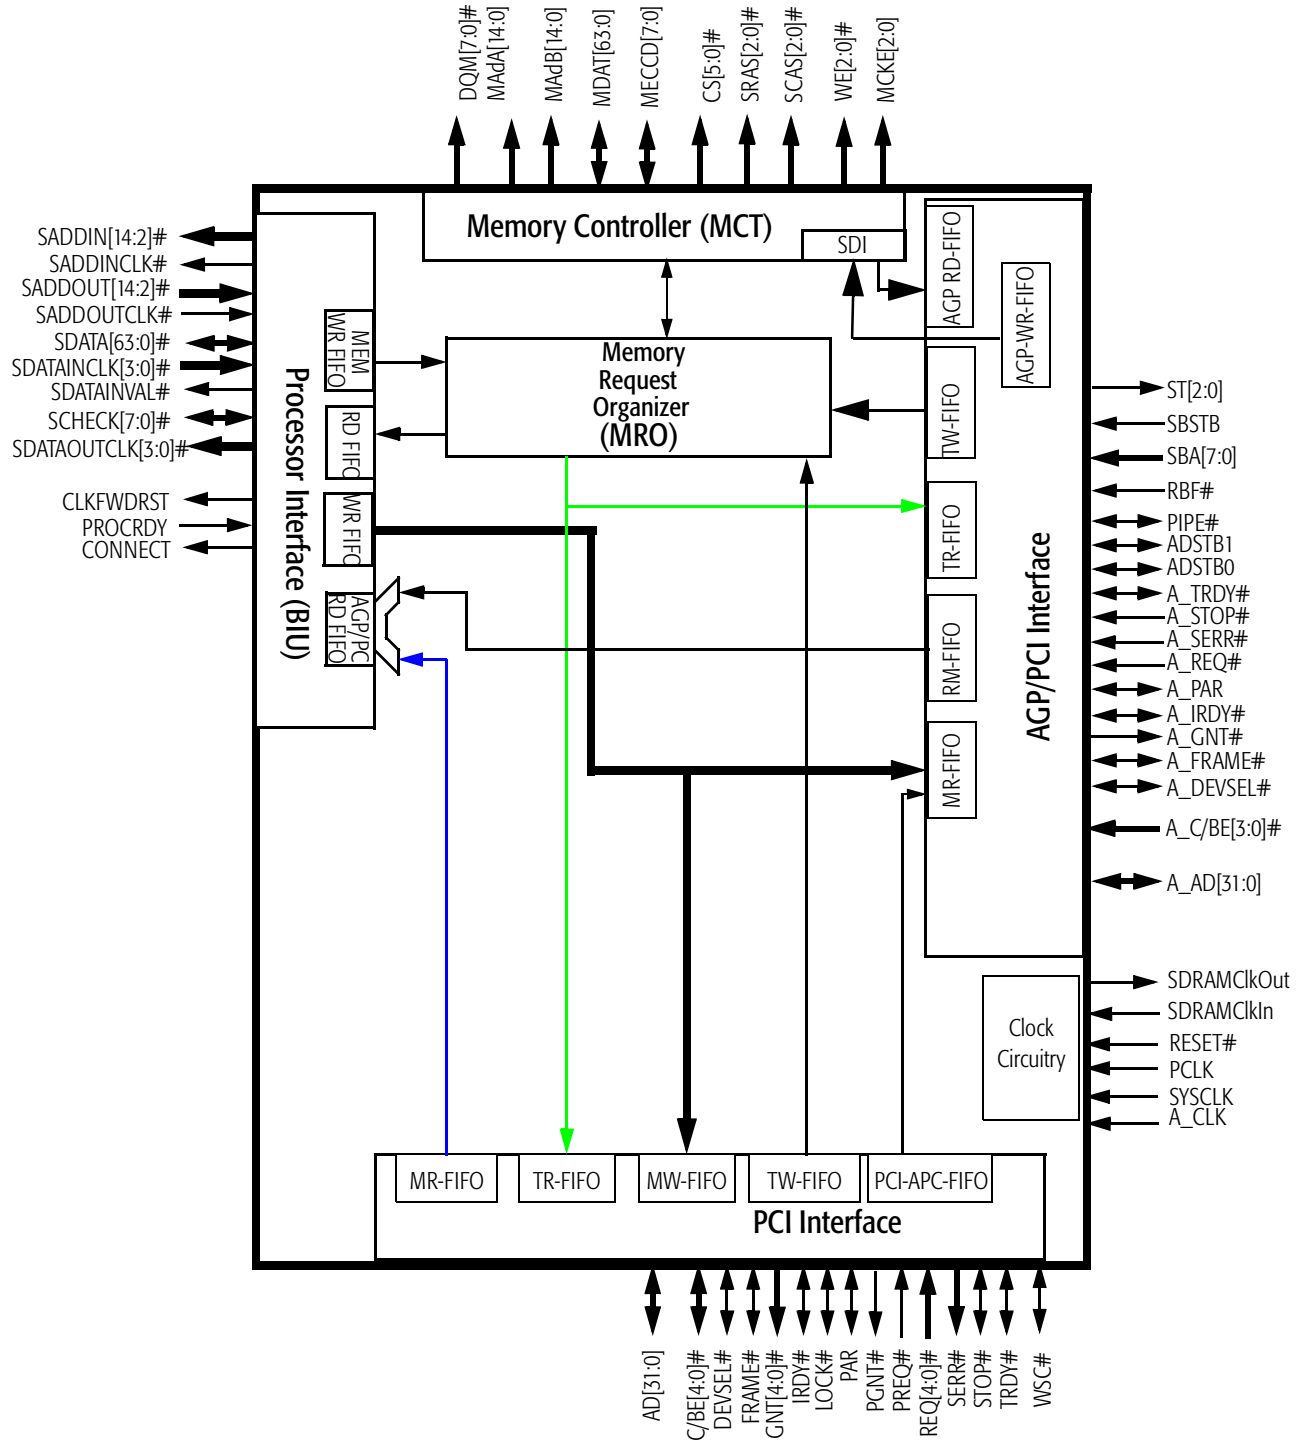 DQM[7:0]#
MAdA[14:0]
MAdB[14:0]
MDAT[63:0]
MECCD[7:0]
CS[5:0]#
SRAS[2:0]#
SCAS[2:0]#
WE[2:0]#
MCKE[2:0]
Memory Controller (MCT)
SDI
SADDIN[14:2]#
SADDINCLK#
SADDOUT[14:2]#
SADDOUTCLK#
SDATA[63:0]#
SDATAINCLK[3:0]#
SDATAINVAL#
SCHECK[7:0]#
SDATAOUTCLK[3:0]#
CLKFWDRST
PROCRDY
CONNECT
Processor Interface (BIU)
MEM
WR FIFO
RD FIFO
WR FIFO
AGP/PC
RD FIFO
Memory
Request
Organizer
(MRO)
AGP RD-FIFO
AGP-WR-FIFO
TW-FIFO
TR-FIFO
RM-FIFO
MR-FIFO
AGP/PCI Interface
ST[2:0]
SBSTB
SBA[7:0]
RBF#
PIPE#
ADSTB1
ADSTB0
A_TRDY#
A_STOP#
A_SERR#
A_REQ#
A_PAR
A_IRDY#
A_GNT#
A_FRAME#
A_DEVSEL#
A_C/BE[3:0]#
A_AD[31:0]
Clock
Circuitry
SDRAMClkOut
SDRAMClkIn
RESET#
PCLK
SYSCLK
A_CLK
MR-FIFO
TR-FIFO
MW-FIFO
TW-FIFO
PCI-APC-FIFO
PCI Interface
AD[31:0]
C/BE[4:0]#
DEVSEL#
FRAME#
GNT[4:0]#
IRDY#
LOCK#
PAR
PGNT#
PREQ#
REQ[4:0]#
SERR#
STOP#
TRDY#
WSC#